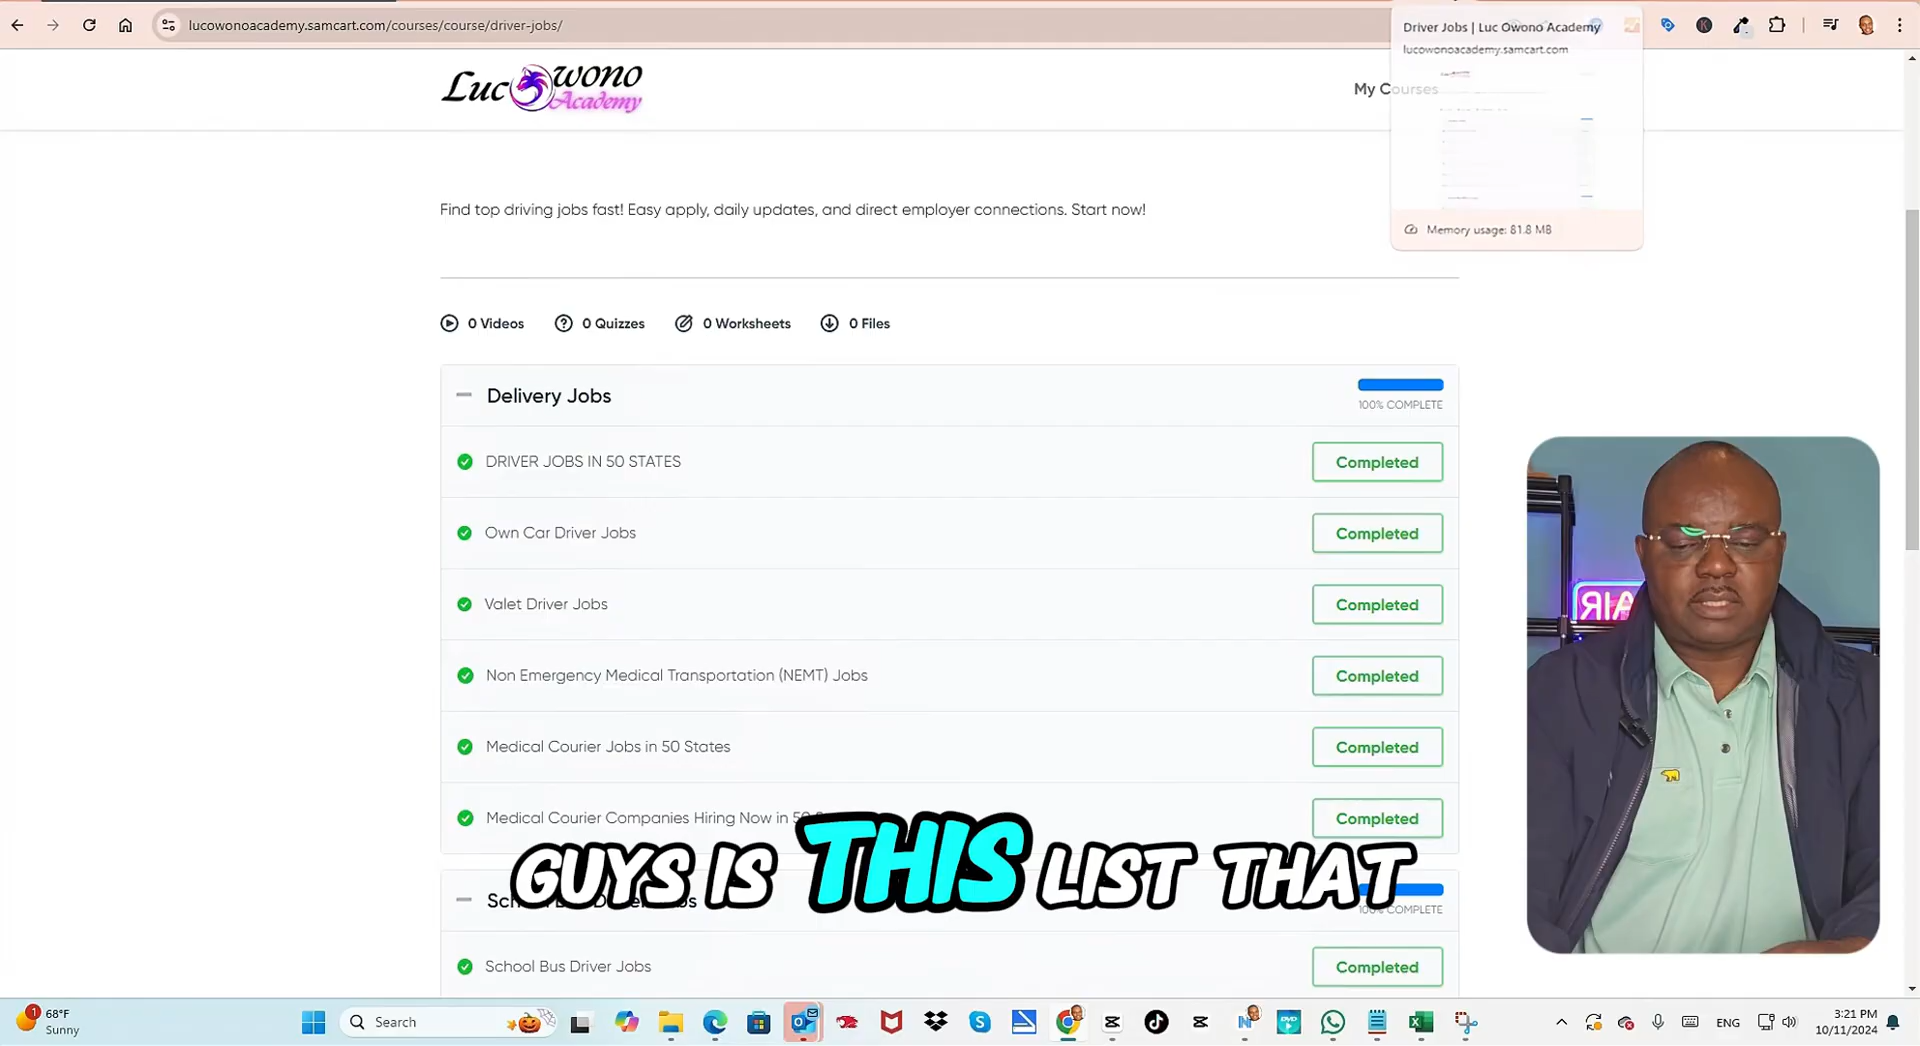 lucowonoacademy.samcart.com/courses/course/driver-jobs/
Driver Jobs | Luc Owono Academy
lucowonoacademy.samcart.com
Memory usage: 81.8 MB
Luc Owono
Academy
My Courses
Find top driving jobs fast! Easy apply, daily updates, and direct employer connections. Start now!
0 Videos
0 Quizzes
0 Worksheets
0 Files
Delivery Jobs
100% COMPLETE
DRIVER JOBS IN 50 STATES
Completed
Own Car Driver Jobs
Completed
Valet Driver Jobs
Completed
Non Emergency Medical Transportation (NEMT) Jobs
Completed
Medical Courier Jobs in 50 States
Completed
Medical Courier Companies Hiring Now in 50
Completed
GUYS IS THIS LIST THAT
100% COMPLETE
School Bus Driver Jobs
Completed
AIR
1
68°F
Sunny
Search
ENG
3:21 PM
10/11/2024